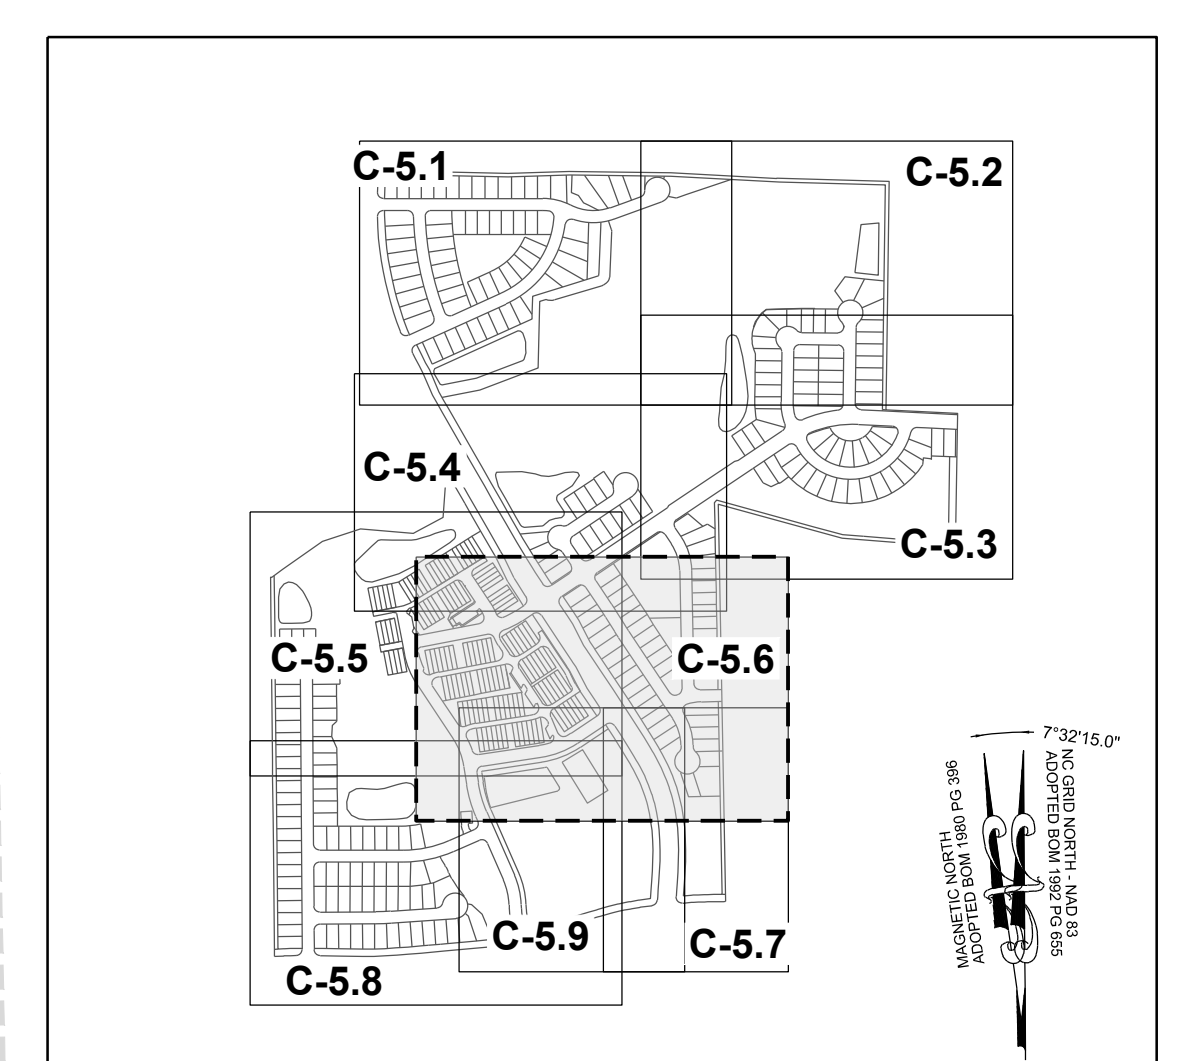 C-5.1
C-5.2
C-5.4
C-5.3
C-5.5
C-5.6
C-5.9
C-5.7
C-5.8
7°32'15.0"
MAGNETIC NORTH
ADOPTED BOM 1980 PG 396
NC GRID NORTH - NAD 83
ADOPTED BOM 1992 PG 655